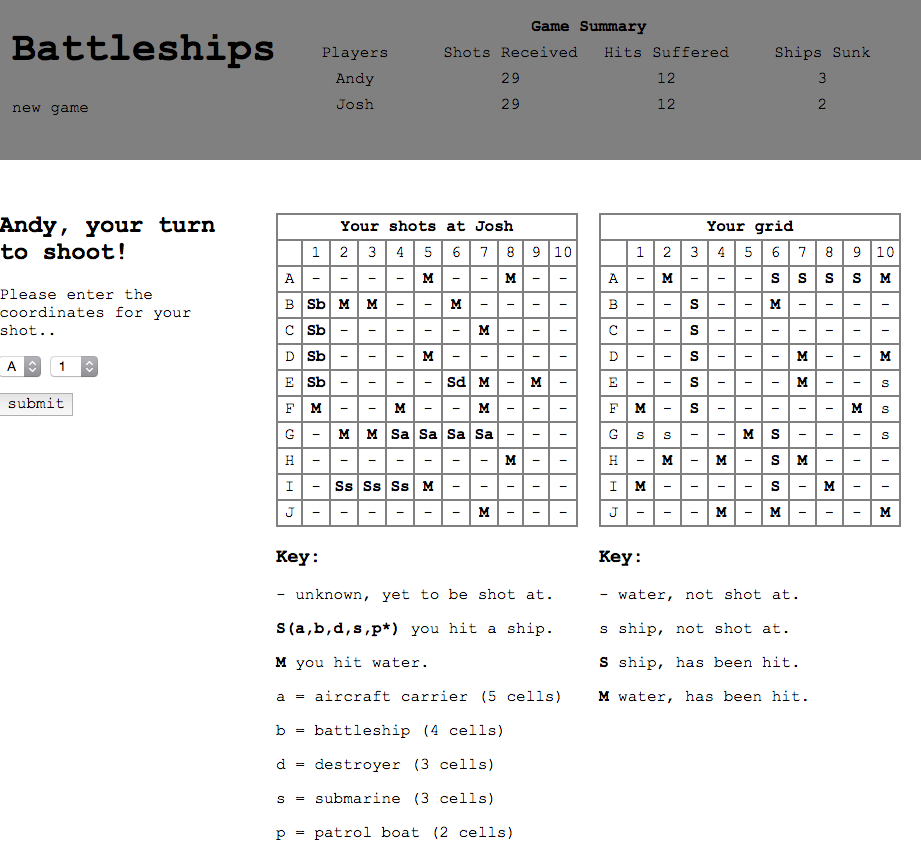 Battleships
new game
Game Summary
Players Shots Received Hits Suffered Ships Sunk
Andy 29 12 3
Josh 29 12 2
Andy, your turn
to shoot!
Please enter the
coordinates for your
shot..
A 1
submit
Your shots at Josh
1 2 3 4 5 6 7 8 9 10
A - - - - M - - M - -
B Sb M M - - M - - - -
C Sb - - - - - M - - -
D Sb - - - M - - - - -
E Sb - - - - Sd M - M -
F M - - M - - M - - -
G - M M Sa Sa Sa Sa - - -
H - - - - - - - M - -
I - Ss Ss Ss M - - - - -
J - - - - - - M - - -
Key:
- unknown, yet to be shot at.
S(a,b,d,s,p*) you hit a ship.
M you hit water.
a = aircraft carrier (5 cells)
b = battleship (4 cells)
d = destroyer (3 cells)
s = submarine (3 cells)
p = patrol boat (2 cells)
Your grid
1 2 3 4 5 6 7 8 9 10
A - M - - - S S S S M
B - - S - - M - - - -
C - - S - - - - - - -
D - - S - - - M - - M
E - - S - - - M - - s
F M - S - - - - - M s
G s s - - M S - - - s
H - M - M - S M - - -
I M - - - - S - M - -
J - - - M - M - - - M
Key:
- water, not shot at.
s ship, not shot at.
S ship, has been hit.
M water, has been hit.